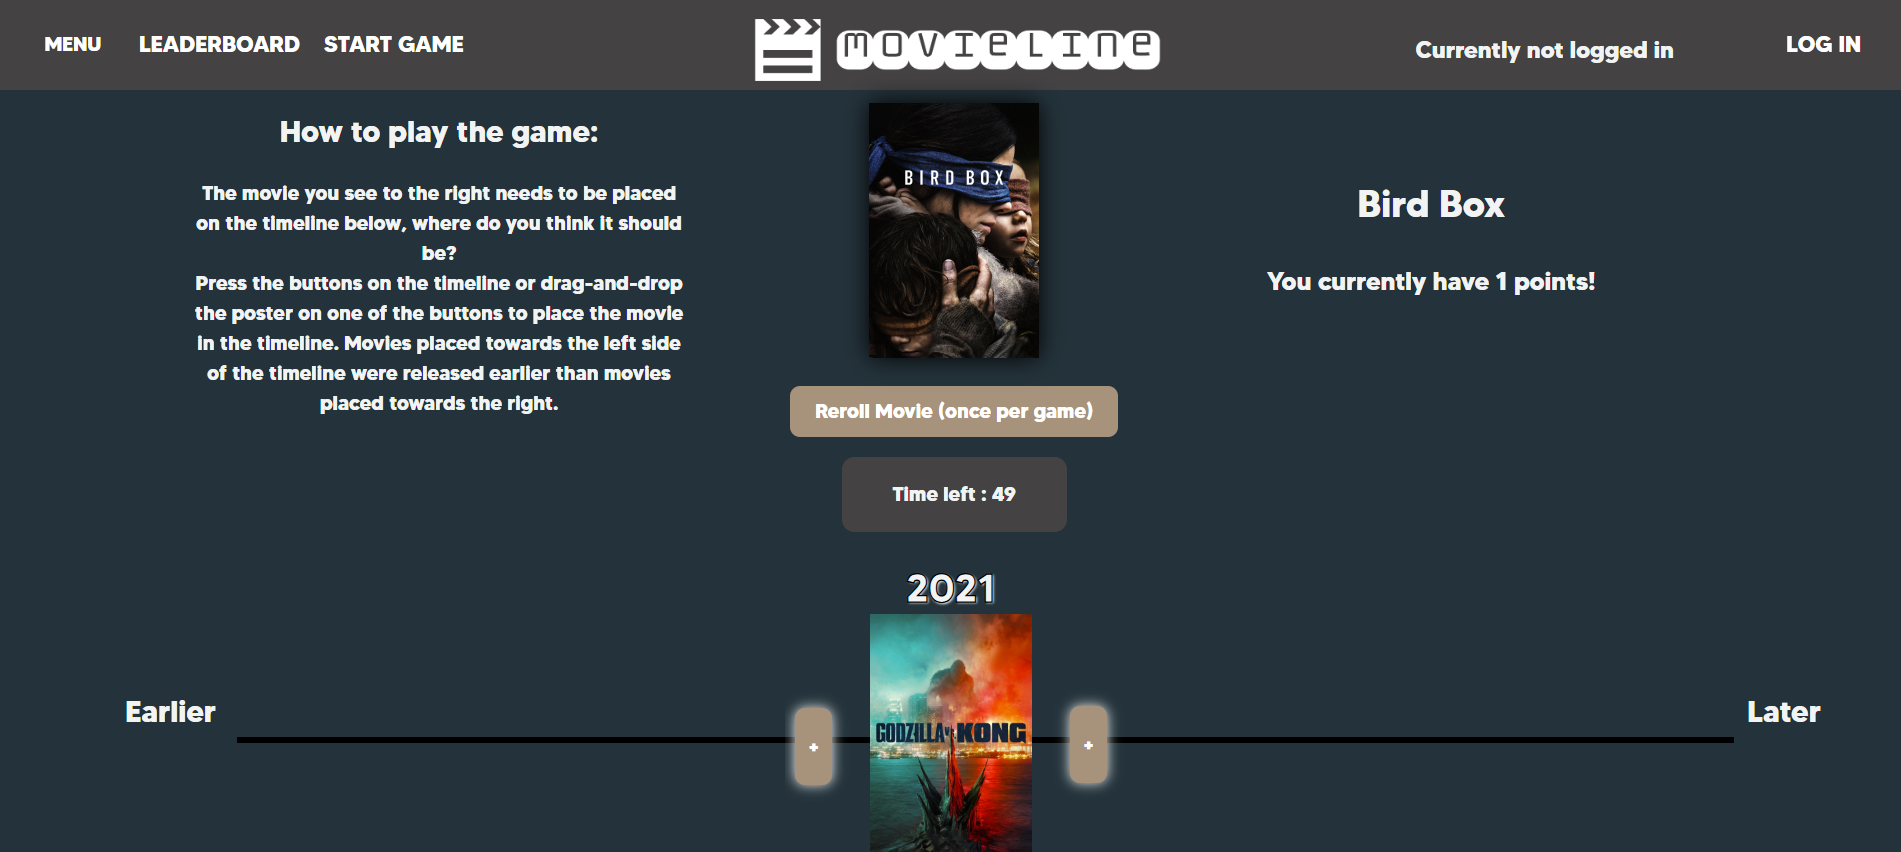 MENU
LEADERBOARD
START GAME
MOVIELINE
Currently not logged in
LOG IN
How to play the game:
The movie you see to the right needs to be placed
on the timeline below, where do you think it should
be?
Press the buttons on the timeline or drag-and-drop
the poster on one of the buttons to place the movie
in the timeline. Movies placed towards the left side
of the timeline were released earlier than movies
placed towards the right.
BIRD BOX
Bird Box
You currently have 1 points!
Reroll Movie (once per game)
Time left : 49
2021
Earlier
+
GODZILLA vs KONG
+
Later